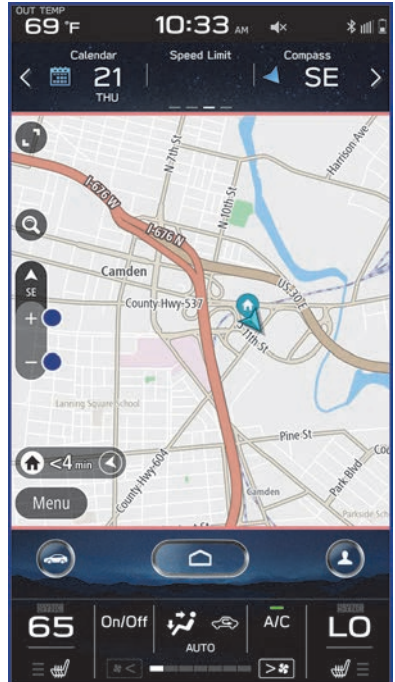 OUT TEMP
69 °F
10:33 AM
Calendar
21
THU
Speed Limit
Compass
SE
N 7th St
N 10th St
Harrison Ave
I-676 W
I-676 N
US-30 E
Camden
SE
County Hwy-537
S 11th St
+
−
Lanning Square School
Pine St
<4 min
County Hwy-604
Camden
Park Blvd
Menu
SYNC
65
On/Off
AUTO
A/C
SYNC
LO
<
>